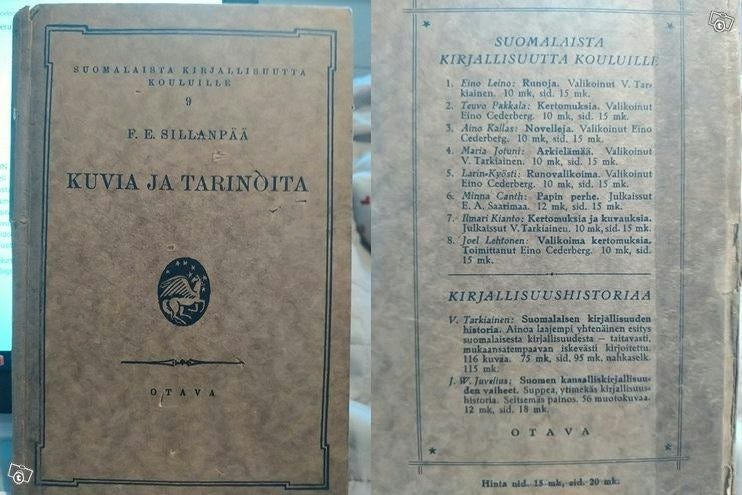 SUOMALAISTA KIRJALLISUUTTA
KOULUILLE
9
F. E. SILLANPÄÄ
KUVIA JA TARINOITA
OTAVA
SUOMALAISTA
KIRJALLISUUTTA KOULUILLE
1. Eino Leino: Runoja. Valikoinut V. Tar-
kiainen. 10 mk, sid. 15 mk.
2. Teuvo Pakkala: Kertomuksia. Valikoinut
Eino Cederberg. 10 mk, sid. 15 mk.
3. Aino Kallas: Novelleja. Valikoinut Eino
Cederberg. 10 mk, sid. 15 mk.
4. Maria Jotuni: Arkielämää. Valikoinut
V. Tarkiainen. 10 mk, sid. 15 mk.
5. Larin-Kyösti: Runovalikoima. Valikoinut
Eino Cederberg. 10 mk, sid. 15 mk.
6. Minna Canth: Papin perhe. Julkaissut
E. A. Saarimaa. 12 mk, sid. 15 mk.
7. Ilmari Kianto: Kertomuksia ja kuvauksia.
Julkaissut V. Tarkiainen. 10 mk, sid. 15 mk.
8. Joel Lehtonen: Valikoima kertomuksia.
Toimittanut Eino Cederberg. 10 mk, sid.
15 mk.
KIRJALLISUUSHISTORIAA
V. Tarkiainen: Suomalaisen kirjallisuuden
historia. Ainoa laajempi yhtenäinen esitys
suomalaisesta kirjallisuudesta — taitavasti,
mukaansatempaavan iskevästi kirjoitettu.
116 kuvaa. 75 mk, sid. 95 mk, nahkaselk.
115 mk.
J. W. Juvelius: Suomen kansalliskirjallisuu-
den vaiheet. Suppea, ytimekäs kirjallisuus-
historia. Seitsemäs painos. 56 muotokuvaa.
12 mk, sid. 18 mk.
OTAVA
Hinta nid. 15 mk, sid. 20 mk.